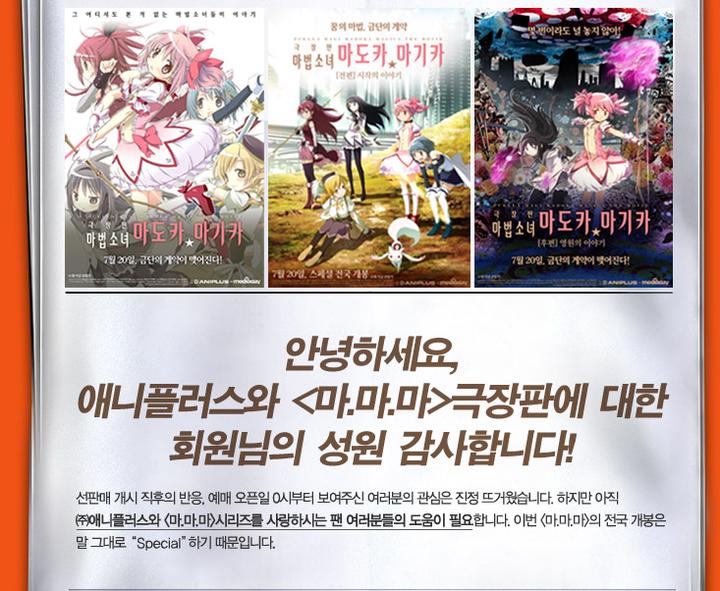 그 어디서도 본 적 없는 마법소녀들의 이야기
극장판
마법소녀 마도카★마기카
7월 20일, 금단의 계약이 맺어진다!
ANIPLUS mediaday
꿈의 마법, 금단의 계약
PUELLA MAGI MADOKA MAGICA THE MOVIE
극장판
마법소녀 마도카★마기카
[전편] 시작의 이야기
7월 20일, 스페셜 전국 개봉
ANIPLUS
몇 번이라도 널 놓지 않아!
극장판
마법소녀 마도카★마기카
[후편] 영원의 이야기
7월 20일, 금단의 계약이 맺어진다!
ANIPLUS
안녕하세요,
애니플러스와 <마.마.마>극장판에 대한
회원님의 성원 감사합니다!
선판매 개시 직후의 반응, 예매 오픈일 0시부터 보여주신 여러분의 관심은 진정 뜨거웠습니다. 하지만 아직
㈜애니플러스와 <마.마.마>시리즈를 사랑하시는 팬 여러분들의 도움이 필요합니다. 이번 <마.마.마>의 전국 개봉은
말 그대로 “Special” 하기 때문입니다.